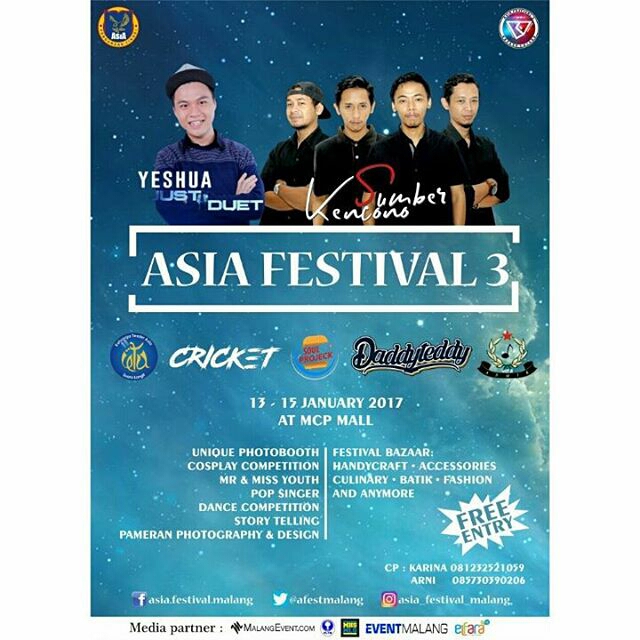 ASIA
YESHUA
JUST DUET
Sumber
Kencono
ASIA FESTIVAL 3
CRICKET
SOUL
PROJECK
Daddyteddy
13 - 15 JANUARY 2017
AT MCP MALL
UNIQUE PHOTOBOOTH
COSPLAY COMPETITION
MR & MISS YOUTH
POP SINGER
DANCE COMPETITION
STORY TELLING
PAMERAN PHOTOGRAPHY & DESIGN
FESTIVAL BAZAAR:
HANDYCRAFT • ACCESSORIES
CULINARY • BATIK • FASHION
AND ANYMORE
FREE
ENTRY
CP : KARINA 081232521059
ARNI 085730390206
asia.festival.malang
@afestmalang
asia_festival_malang
Media partner : MALANGEVENT.COM EVENTMALANG elfara